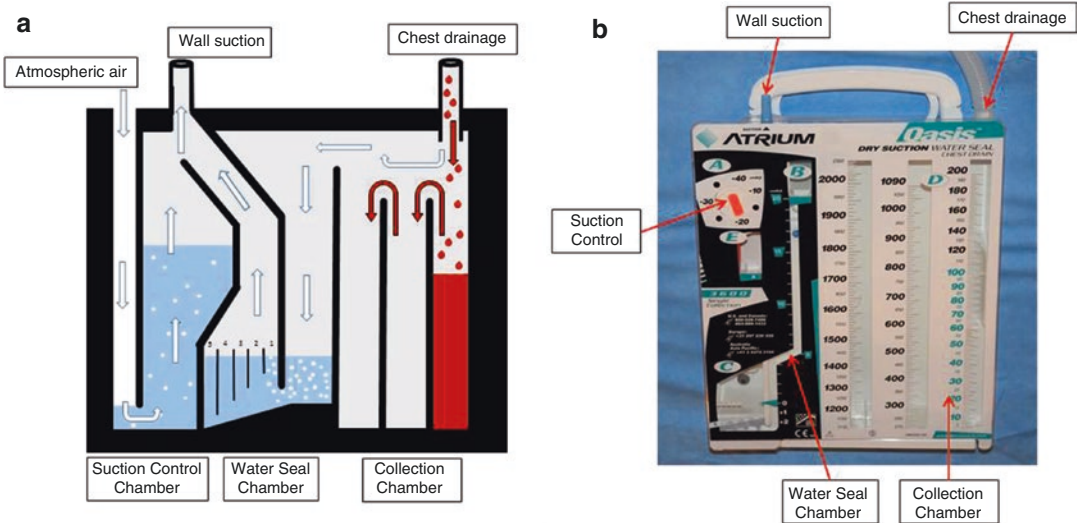 a
Wall suction
Chest drainage
Atmospheric air
5 4 3 2 1
Suction Control
Chamber
Water Seal
Chamber
Collection
Chamber
b
Wall suction
Chest drainage
Suction
Control
Water Seal
Chamber
Collection
Chamber
ATRIUM
Oasis
DRY SUCTION WATER SEAL
CHEST DRAIN
A
-40
-10
-30
-20
B
E
3600
C
D
2000
1900
1800
1700
1600
1500
1400
1300
1200
1090
1000
900
800
700
600
500
400
300
200
180
160
140
120
100
90
80
70
60
50
40
30
20
10